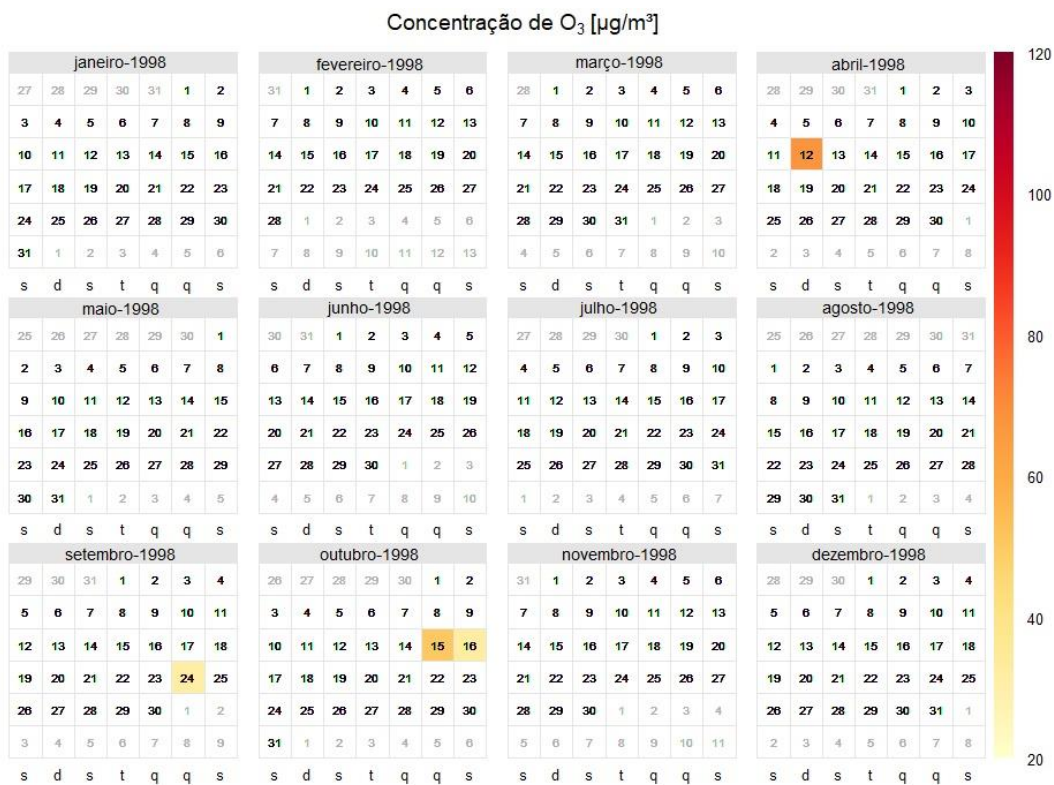 Concentração de O₃ [µg/m³]
janeiro-1998
27 28 29 30 31 1 2
3 4 5 6 7 8 9
10 11 12 13 14 15 16
17 18 19 20 21 22 23
24 25 26 27 28 29 30
31 1 2 3 4 5 6
s d s t q q s
fevereiro-1998
31 1 2 3 4 5 6
7 8 9 10 11 12 13
14 15 16 17 18 19 20
21 22 23 24 25 26 27
28 1 2 3 4 5 6
7 8 9 10 11 12 13
s d s t q q s
março-1998
28 1 2 3 4 5 6
7 8 9 10 11 12 13
14 15 16 17 18 19 20
21 22 23 24 25 26 27
28 29 30 31 1 2 3
4 5 6 7 8 9 10
s d s t q q s
abril-1998
28 29 30 31 1 2 3
4 5 6 7 8 9 10
11 12 13 14 15 16 17
18 19 20 21 22 23 24
25 26 27 28 29 30 1
2 3 4 5 6 7 8
s d s t q q s
maio-1998
25 26 27 28 29 30 1
2 3 4 5 6 7 8
9 10 11 12 13 14 15
16 17 18 19 20 21 22
23 24 25 26 27 28 29
30 31 1 2 3 4 5
s d s t q q s
junho-1998
30 31 1 2 3 4 5
6 7 8 9 10 11 12
13 14 15 16 17 18 19
20 21 22 23 24 25 26
27 28 29 30 1 2 3
4 5 6 7 8 9 10
s d s t q q s
julho-1998
27 28 29 30 1 2 3
4 5 6 7 8 9 10
11 12 13 14 15 16 17
18 19 20 21 22 23 24
25 26 27 28 29 30 31
1 2 3 4 5 6 7
s d s t q q s
agosto-1998
25 26 27 28 29 30 31
1 2 3 4 5 6 7
8 9 10 11 12 13 14
15 16 17 18 19 20 21
22 23 24 25 26 27 28
29 30 31 1 2 3 4
s d s t q q s
setembro-1998
29 30 31 1 2 3 4
5 6 7 8 9 10 11
12 13 14 15 16 17 18
19 20 21 22 23 24 25
26 27 28 29 30 1 2
3 4 5 6 7 8 9
s d s t q q s
outubro-1998
26 27 28 29 30 1 2
3 4 5 6 7 8 9
10 11 12 13 14 15 16
17 18 19 20 21 22 23
24 25 26 27 28 29 30
31 1 2 3 4 5 6
s d s t q q s
novembro-1998
31 1 2 3 4 5 6
7 8 9 10 11 12 13
14 15 16 17 18 19 20
21 22 23 24 25 26 27
28 29 30 1 2 3 4
5 6 7 8 9 10 11
s d s t q q s
dezembro-1998
28 29 30 1 2 3 4
5 6 7 8 9 10 11
12 13 14 15 16 17 18
19 20 21 22 23 24 25
26 27 28 29 30 31 1
2 3 4 5 6 7 8
s d s t q q s
120
100
80
60
40
20